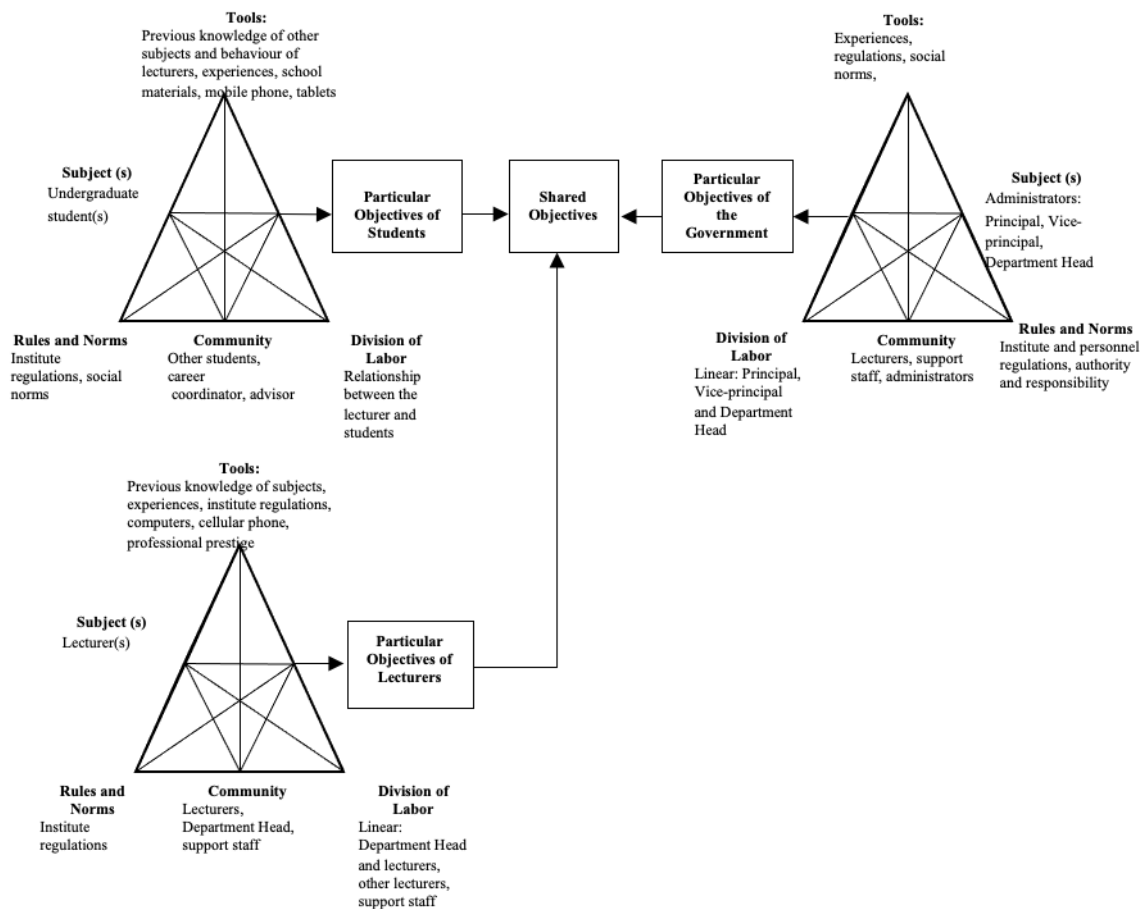 Tools:
Previous knowledge of other
subjects and behaviour of
lecturers, experiences, school
materials, mobile phone, tablets
Subject (s)
Undergraduate
student(s)
Rules and Norms
Institute
regulations, social
norms
Community
Other students,
career
coordinator, advisor
Division of
Labor
Relationship
between the
lecturer and
students
Particular
Objectives of
Students
Shared
Objectives
Particular
Objectives
of the
Government
Tools:
Experiences,
regulations, social
norms,
Subject (s)
Administrators:
Principal, Vice-
principal,
Department Head
Division of
Labor
Linear: Principal,
Vice-principal
and Department
Head
Community
Lecturers, support
staff, administrators
Rules and Norms
Institute and personnel
regulations, authority
and responsibility
Tools:
Previous knowledge of subjects,
experiences, institute regulations,
computers, cellular phone,
professional prestige
Subject (s)
Lecturer(s)
Particular
Objectives of
Lecturers
Rules and
Norms
Institute
regulations
Community
Lecturers,
Department Head,
support staff
Division of
Labor
Linear:
Department Head
and lecturers,
other lecturers,
support staff